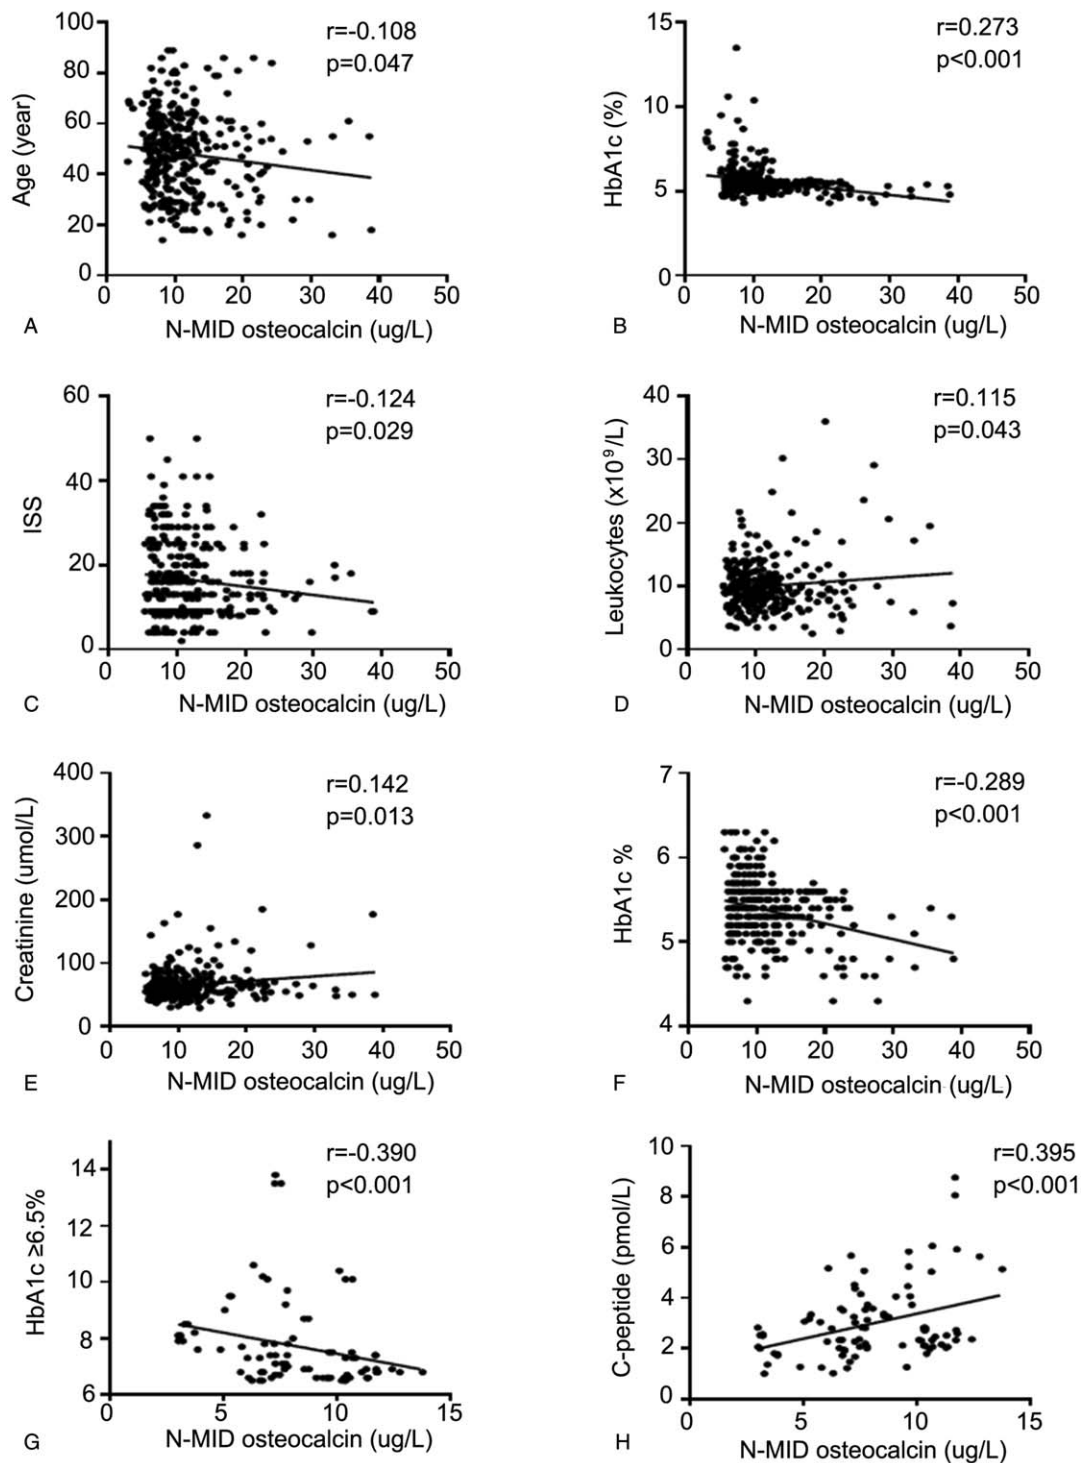 100
80
60
40
20
0
Age (year)
r=-0.108
p=0.047
0 10 20 30 40 50
A N-MID osteocalcin (ug/L)
15
10
5
0
HbA1c (%)
r=0.273
p<0.001
0 10 20 30 40 50
B N-MID osteocalcin (ug/L)
60
40
20
0
ISS
r=-0.124
p=0.029
0 10 20 30 40 50
C N-MID osteocalcin (ug/L)
40
30
20
10
0
Leukocytes (x10⁹/L)
r=0.115
p=0.043
0 10 20 30 40 50
D N-MID osteocalcin (ug/L)
400
300
200
100
0
Creatinine (umol/L)
r=0.142
p=0.013
0 10 20 30 40 50
E N-MID osteocalcin (ug/L)
7
6
5
4
HbA1c %
r=-0.289
p<0.001
0 10 20 30 40 50
F N-MID osteocalcin (ug/L)
14
12
10
8
6
HbA1c ≥6.5%
r=-0.390
p<0.001
0 5 10 15
G N-MID osteocalcin (ug/L)
10
8
6
4
2
0
C-peptide (pmol/L)
r=0.395
p<0.001
0 5 10 15
H N-MID osteocalcin (ug/L)